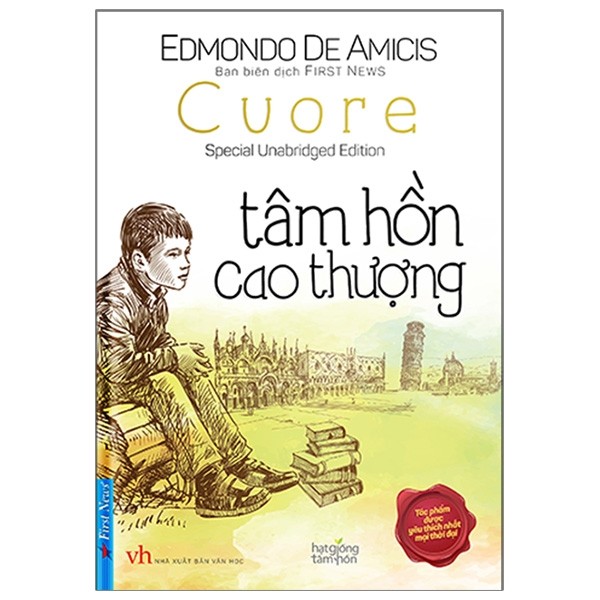 EDMONDO DE AMICIS
Ban biên dịch FIRST NEWS
Cuore
Special Unabridged Edition
tâm hồn
cao thượng
Tác phẩm
được
yêu thích nhất
mọi thời đại
First News
vh NHÀ XUẤT BẢN VĂN HỌC
hạt giống
tâm hồn